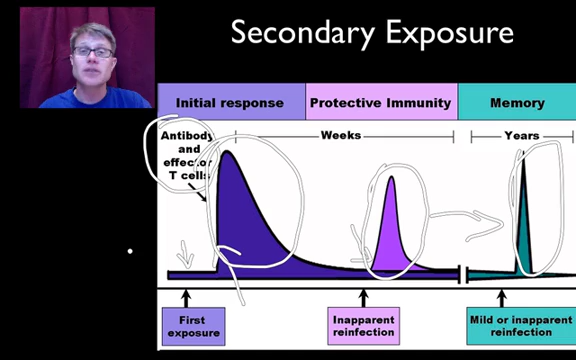 Secondary Exposure
Initial response
Protective Immunity
Memory
Antibody
and
effector
T cells
Weeks
Years
First
exposure
Inapparent
reinfection
Mild or inapparent
reinfection